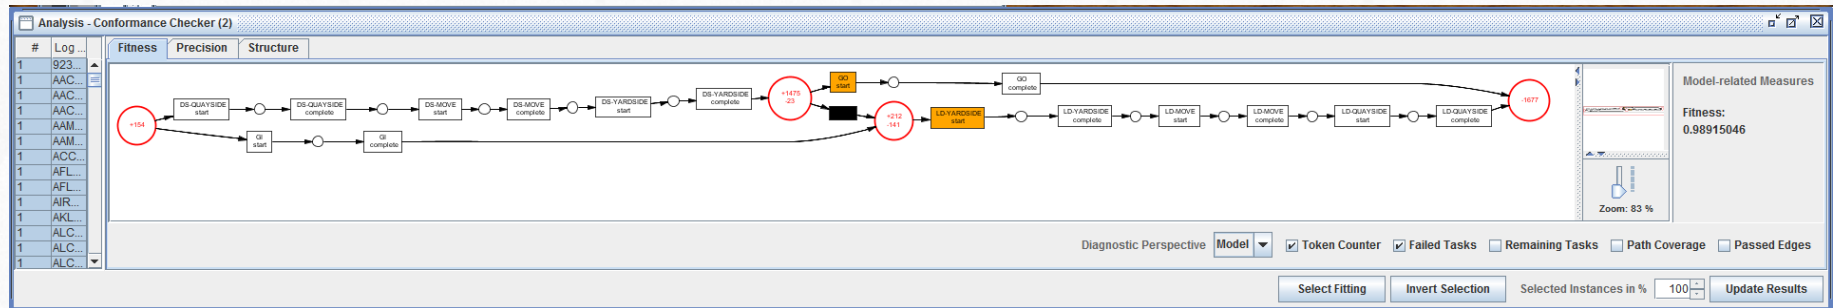 Analysis - Conformance Checker (2)
# Log ...
Fitness Precision Structure
1 923...
1 AAC...
1 AAC...
1 AAC...
1 AAM...
1 AAM...
1 ACC...
1 AFL...
1 AFL...
1 AIR...
1 AKL...
1 ALC...
1 ALC...
1 ALC...
+154
DS-QUAYSIDE
start
DS-QUAYSIDE
complete
DS-MOVE
start
DS-MOVE
complete
DS-YARDSIDE
start
DS-YARDSIDE
complete
+1475
-23
GO
start
GO
complete
GI
start
GI
complete
+212
-141
LD-YARDSIDE
start
LD-YARDSIDE
complete
LD-MOVE
start
LD-MOVE
complete
LD-QUAYSIDE
start
LD-QUAYSIDE
complete
-1677
Zoom: 83 %
Model-related Measures
Fitness:
0.98915046
Diagnostic Perspective Model Token Counter Failed Tasks Remaining Tasks Path Coverage Passed Edges
Select Fitting Invert Selection Selected Instances in % 100 Update Results